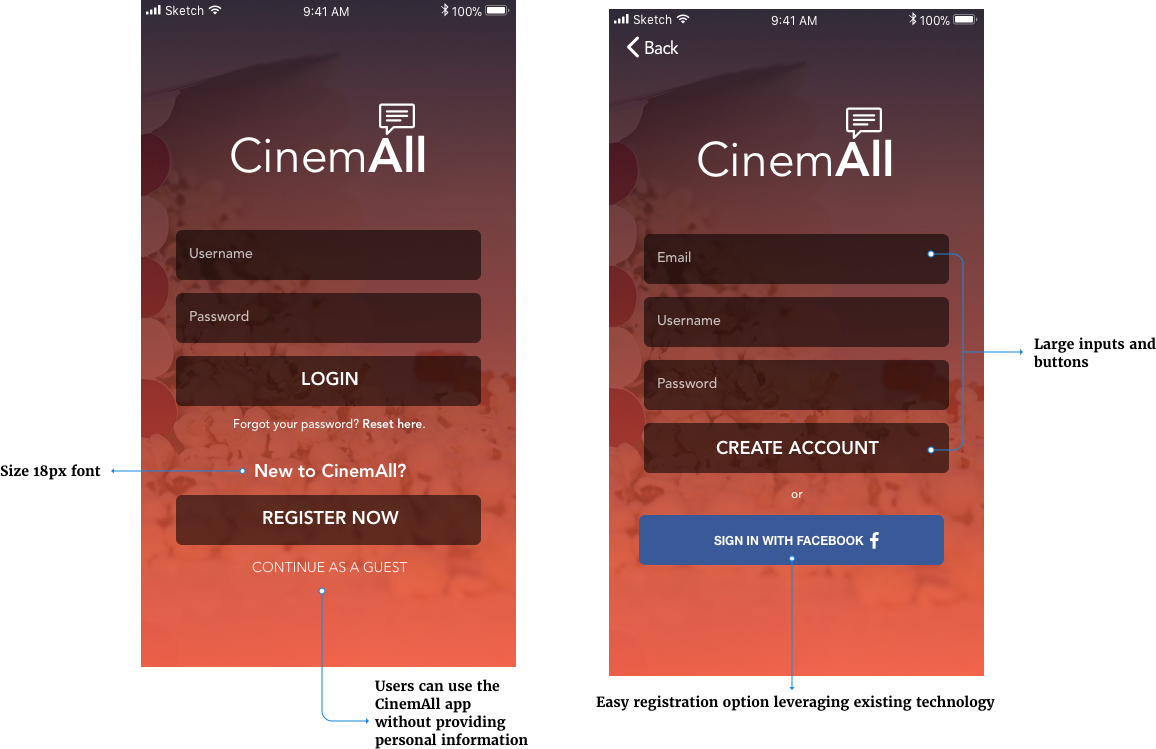 Sketch 9:41 AM 100%
CinemAll
Username
Password
LOGIN
Forgot your password? Reset here.
New to CinemAll?
REGISTER NOW
CONTINUE AS A GUEST
Size 18px font
Users can use the
CinemAll app
without providing
personal information
Sketch 9:41 AM 100%
Back
CinemAll
Email
Username
Password
CREATE ACCOUNT
or
SIGN IN WITH FACEBOOK f
Large inputs and
buttons
Easy registration option leveraging existing technology